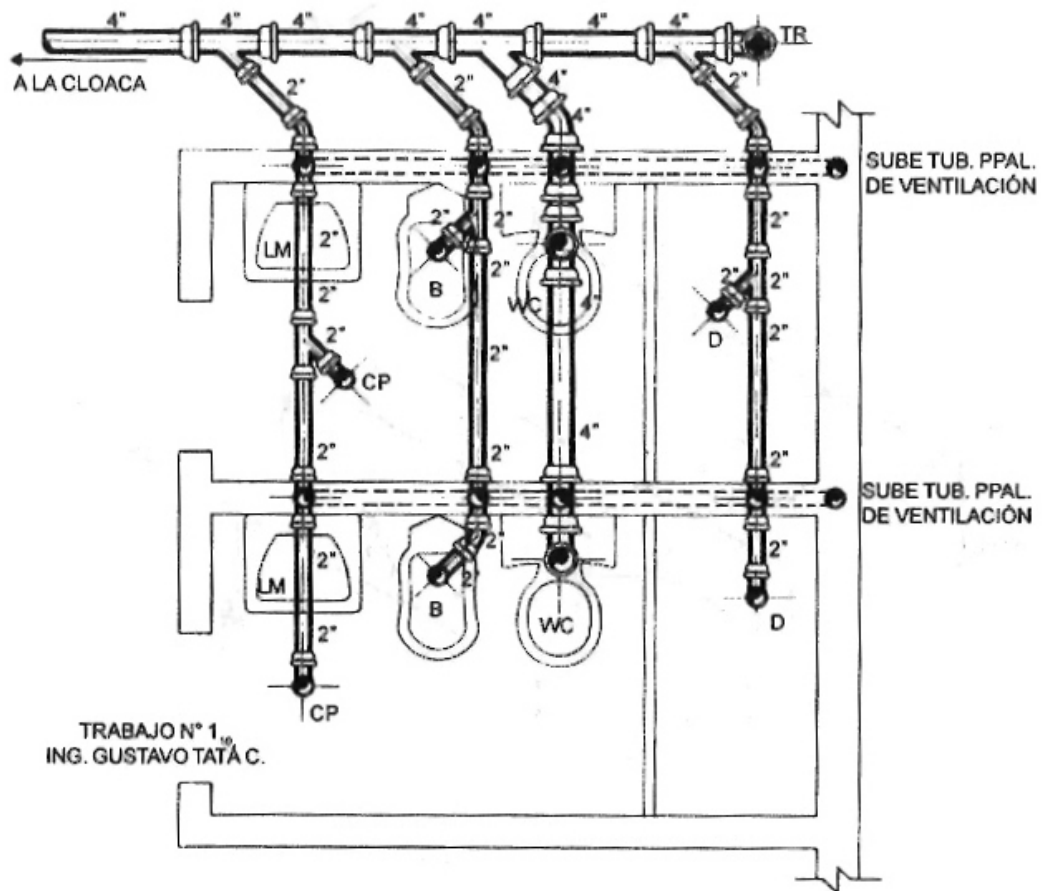 4" 4" 4" 4" 4" 4" 4"
TR
A LA CLOACA
2" 2" 4" 2"
4"
SUBE TUB. PPAL.
DE VENTILACIÓN
LM 2" 2" 2"
B
2" 2"
WC 4" 2" 2"
D
2"
2"
CP
2" 2"
4"
2" 2" 2"
SUBE TUB. PPAL.
DE VENTILACIÓN
2" 2" 2"
LM 2"
B
WC
D
2"
CP
TRABAJO N° 1
ING. GUSTAVO TATÁ C.